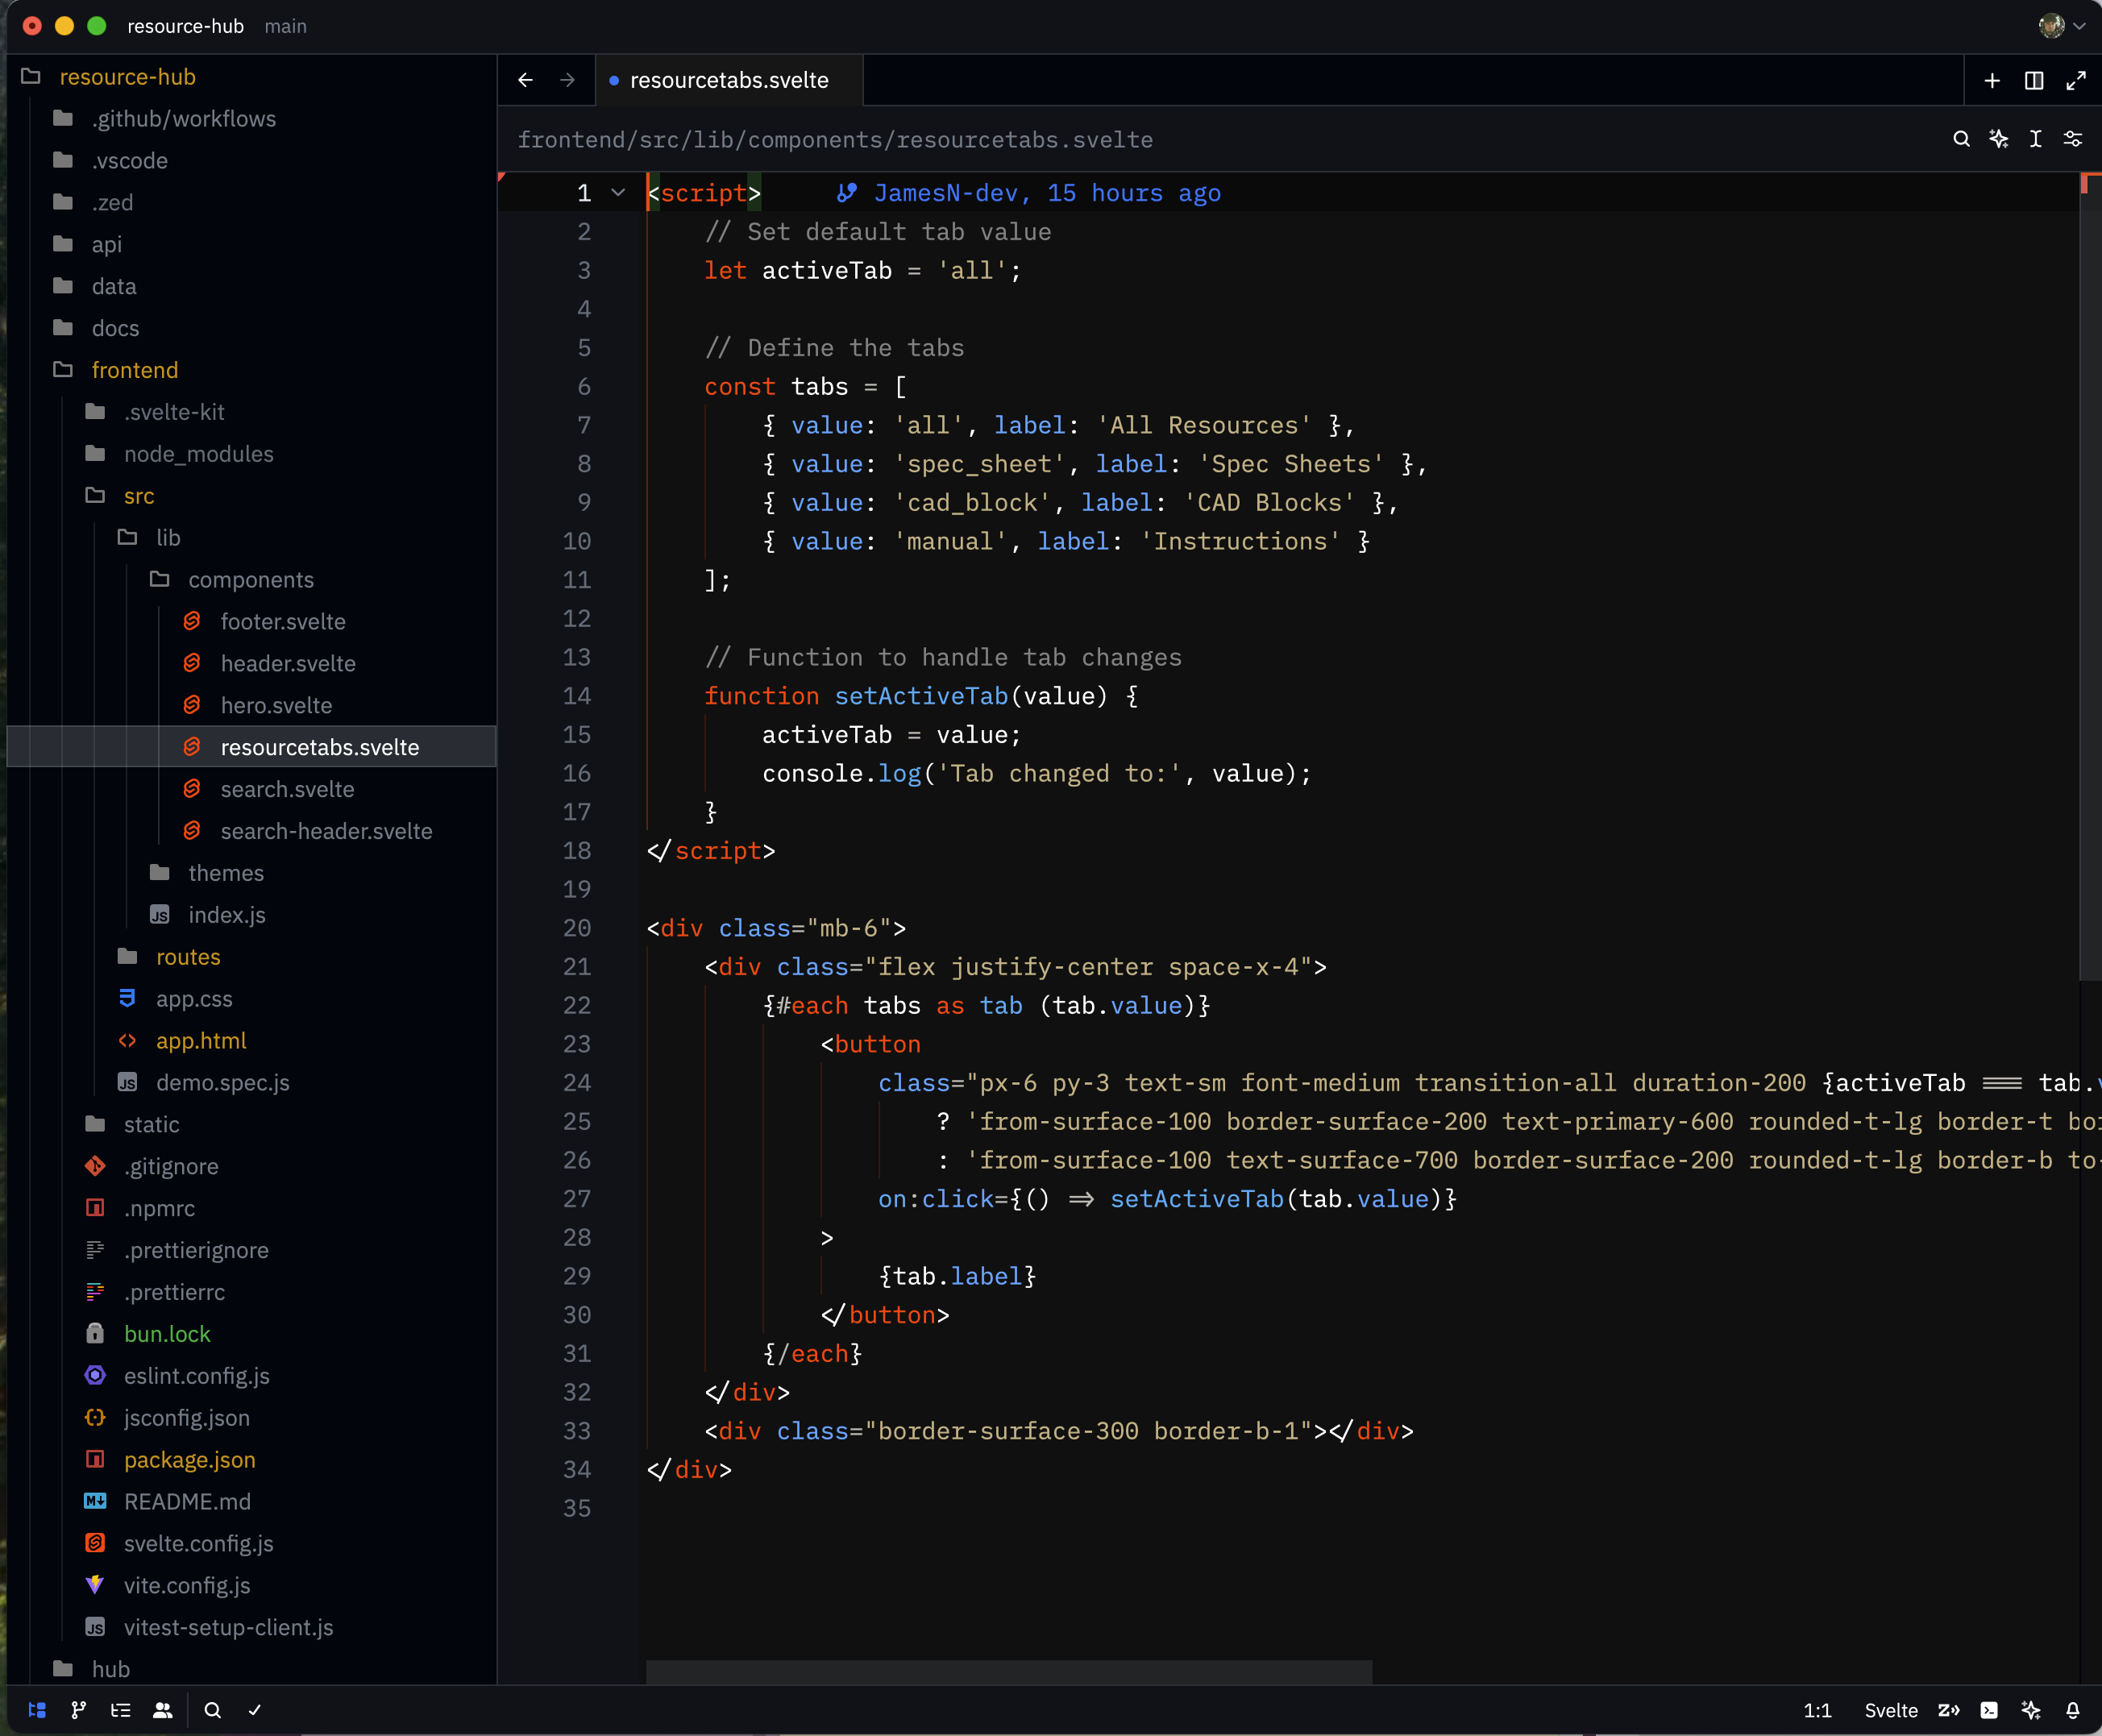 resource-hub main
resource-hub
.github/workflows
.vscode
.zed
api
data
docs
frontend
.svelte-kit
node_modules
src
lib
components
footer.svelte
header.svelte
hero.svelte
resourcetabs.svelte
search.svelte
search-header.svelte
themes
index.js
routes
app.css
app.html
demo.spec.js
static
.gitignore
.npmrc
.prettierignore
.prettierrc
bun.lock
eslint.config.js
jsconfig.json
package.json
README.md
svelte.config.js
vite.config.js
vitest-setup-client.js
hub
resourcetabs.svelte
frontend/src/lib/components/resourcetabs.svelte
1 <script> JamesN-dev, 15 hours ago
2 // Set default tab value
3 let activeTab = 'all';
4
5 // Define the tabs
6 const tabs = [
7 { value: 'all', label: 'All Resources' },
8 { value: 'spec_sheet', label: 'Spec Sheets' },
9 { value: 'cad_block', label: 'CAD Blocks' },
10 { value: 'manual', label: 'Instructions' }
11 ];
12
13 // Function to handle tab changes
14 function setActiveTab(value) {
15 activeTab = value;
16 console.log('Tab changed to:', value);
17 }
18 </script>
19
20 <div class="mb-6">
21 <div class="flex justify-center space-x-4">
22 {#each tabs as tab (tab.value)}
23 <button
24 class="px-6 py-3 text-sm font-medium transition-all duration-200 {activeTab === tab.
25 ? 'from-surface-100 border-surface-200 text-primary-600 rounded-t-lg border-t
26 : 'from-surface-100 text-surface-700 border-surface-200 rounded-t-lg border-b to-
27 on:click={() => setActiveTab(tab.value)}
28 >
29 {tab.label}
30 </button>
31 {/each}
32 </div>
33 <div class="border-surface-300 border-b-1"></div>
34 </div>
35
1:1 Svelte